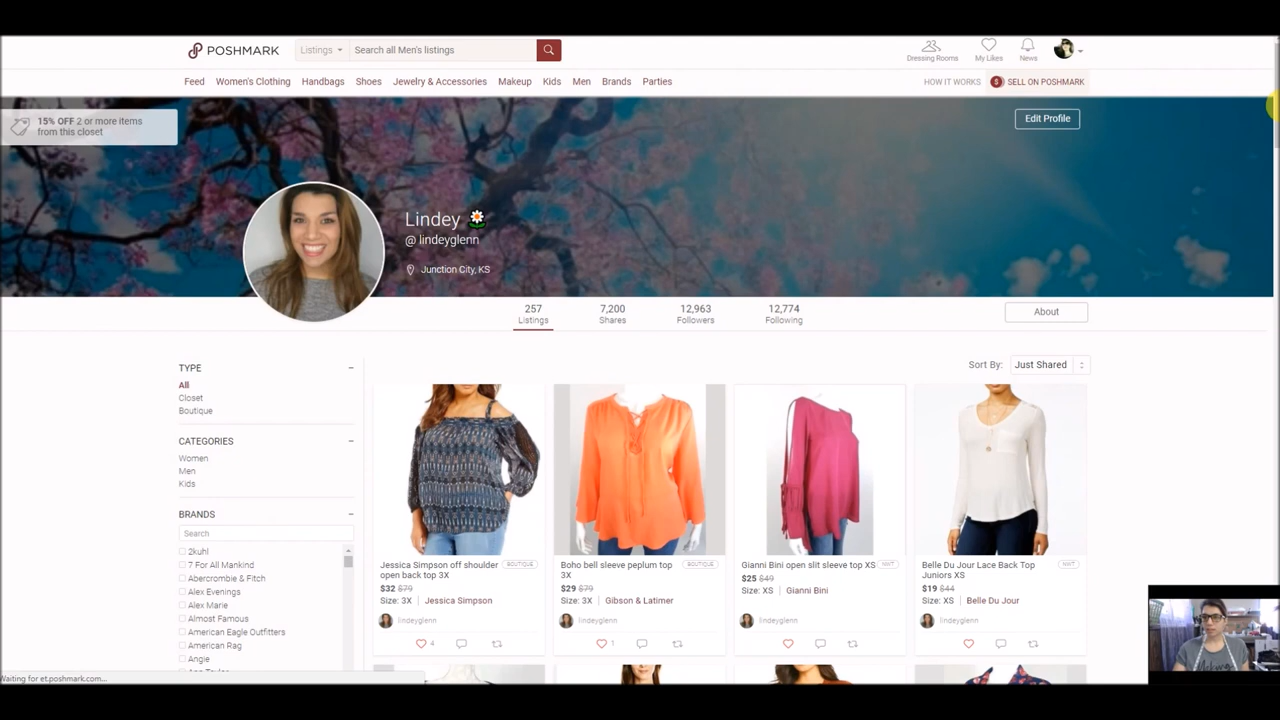 POSHMARK
Listings
Search all Men's listings
Dressing Rooms
My Likes
News
Feed Women's Clothing Handbags Shoes Jewelry & Accessories Makeup Kids Men Brands Parties
HOW IT WORKS
$ SELL ON POSHMARK
15% OFF 2 or more items
from this closet
Edit Profile
Lindey
@ lindeyglenn
Junction City, KS
257 7,200 12,963 12,774
Listings Shares Followers Following
About
Sort By: Just Shared
TYPE
All
Closet
Boutique
CATEGORIES
Women
Men
Kids
BRANDS
Search
2kuhl
7 For All Mankind
Abercrombie & Fitch
Alex Evenings
Alex Marie
Almost Famous
American Eagle Outfitters
American Rag
Angie
Jessica Simpson off shoulder BOUTIQUE
open back top 3X
$32 $79
Size: 3X | Jessica Simpson
lindeyglenn
4
Boho bell sleeve peplum top BOUTIQUE
3X
$29 $79
Size: 3X | Gibson & Latimer
lindeyglenn
1
Gianni Bini open slit sleeve top XS NWT
$25 $49
Size: XS | Gianni Bini
lindeyglenn
Belle Du Jour Lace Back Top NWT
Juniors XS
$19 $44
Size: XS | Belle Du Jour
lindeyglenn
Waiting for et.poshmark.com...